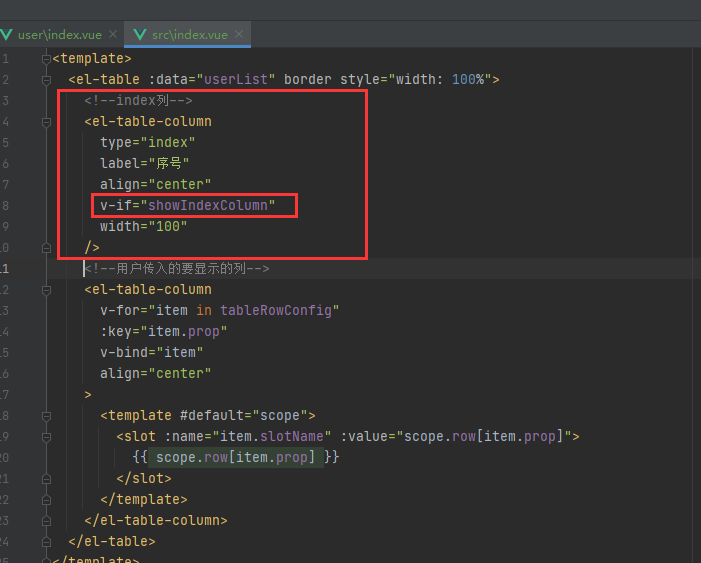 user\index.vue
src\index.vue
1 <template>
2 <el-table :data="userList" border style="width: 100%">
3 <!--index列-->
4 <el-table-column
5 type="index"
6 label="序号"
7 align="center"
8 v-if="showIndexColumn"
9 width="100"
10 />
11 <!--用户传入的要显示的列-->
12 <el-table-column
13 v-for="item in tableRowConfig"
14 :key="item.prop"
15 v-bind="item"
16 align="center"
17 >
18 <template #default="scope">
19 <slot :name="item.slotName" :value="scope.row[item.prop]">
20 {{ scope.row[item.prop] }}
21 </slot>
22 </template>
23 </el-table-column>
24 </el-table>
25 </template>